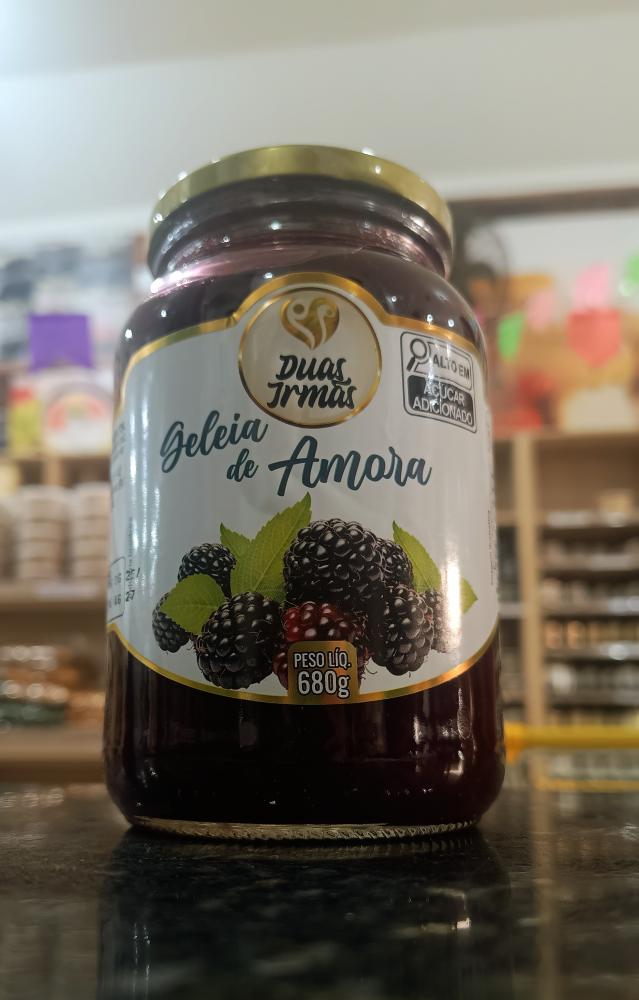 Duas
Irmãs
ALTO EM
AÇÚCAR
ADICIONADO
Geleia
de Amora
PESO LÍQ.
680g